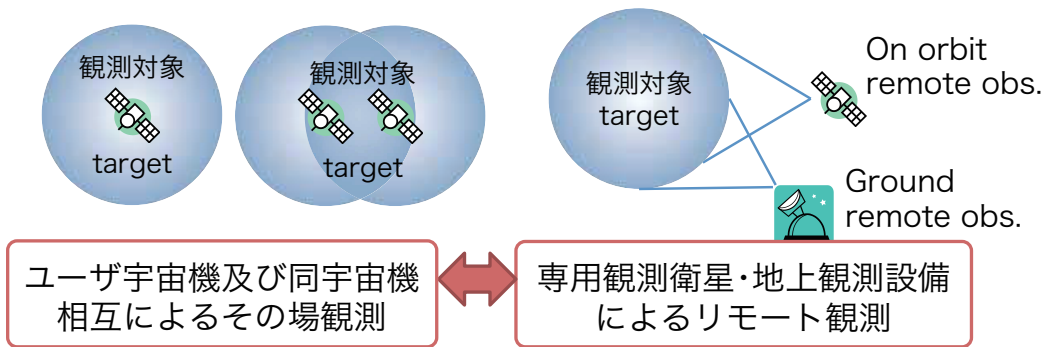 観測対象
target
観測対象
target
観測対象
target
On orbit
remote obs.
Ground
remote obs.
ユーザ宇宙機及び同宇宙機
相互によるその場観測
専用観測衛星・地上観測設備
によるリモート観測